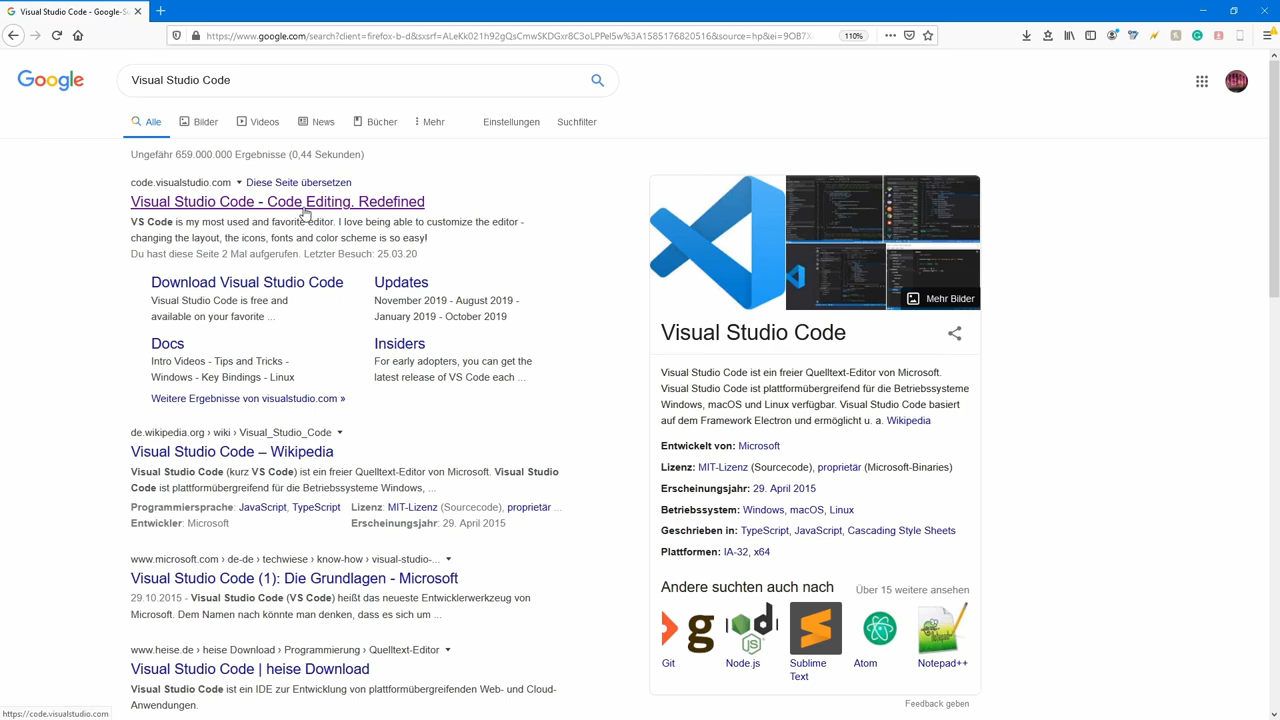 Visual Studio Code - Google-Su
https://www.google.com/search?client=firefox-b-d&sxsrf=ALeKk021h92gQsCmwSKDGxr8C3oLPPel5w%3A1585176820516&source=hp&ei=9OB7X
110%
Google
Visual Studio Code
Alle
Bilder
Videos
News
Bücher
Mehr
Einstellungen
Suchfilter
Ungefähr 659.000.000 Ergebnisse (0,44 Sekunden)
code.visualstudio.com Diese Seite übersetzen
Visual Studio Code - Code Editing. Redefined
VS Code is and favorite editor. I love being able to customize the editor -
changing the layout, the icons, fonts and color scheme is so easy!
Du hast diese Seite 2 Mal aufgerufen. Letzter Besuch: 25.03.20
Download Visual Studio Code
Visual Studio Code is free and
available on your favorite ...
Updates
November 2019 - August 2019 -
January 2019 - October 2019
Docs
Intro Videos - Tips and Tricks -
Windows - Key Bindings - Linux
Insiders
For early adopters, you can get the
latest release of VS Code each ...
Weitere Ergebnisse von visualstudio.com »
de.wikipedia.org › wiki › Visual_Studio_Code
Visual Studio Code – Wikipedia
Visual Studio Code (kurz VS Code) ist ein freier Quelltext-Editor von Microsoft. Visual Studio
Code ist plattformübergreifend für die Betriebssysteme Windows, ...
Programmiersprache: JavaScript, TypeScript
Lizenz: MIT-Lizenz (Sourcecode), proprietär ...
Entwickler: Microsoft
Erscheinungsjahr: 29. April 2015
www.microsoft.com › de-de › techwiese › know-how › visual-studio-...
Visual Studio Code (1): Die Grundlagen - Microsoft
29.10.2015 - Visual Studio Code (VS Code) heißt das neueste Entwicklerwerkzeug von
Microsoft. Dem Namen nach könnte man denken, dass es sich um ...
www.heise.de › heise Download › Programmierung › Quelltext-Editor
Visual Studio Code | heise Download
Visual Studio Code ist ein IDE zur Entwicklung von plattformübergreifenden Web- und Cloud-
Anwendungen.
Mehr Bilder
Visual Studio Code
Visual Studio Code ist ein freier Quelltext-Editor von Microsoft.
Visual Studio Code ist plattformübergreifend für die Betriebssysteme
Windows, macOS und Linux verfügbar. Visual Studio Code basiert
auf dem Framework Electron und ermöglicht u. a. Wikipedia
Entwickelt von: Microsoft
Lizenz: MIT-Lizenz (Sourcecode), proprietär (Microsoft-Binaries)
Erscheinungsjahr: 29. April 2015
Betriebssystem: Windows, macOS, Linux
Geschrieben in: TypeScript, JavaScript, Cascading Style Sheets
Plattformen: IA-32, x64
Andere suchten auch nach
Über 15 weitere ansehen
Git
Node.js
Sublime
Text
Atom
Notepad++
Feedback geben
https://code.visualstudio.com